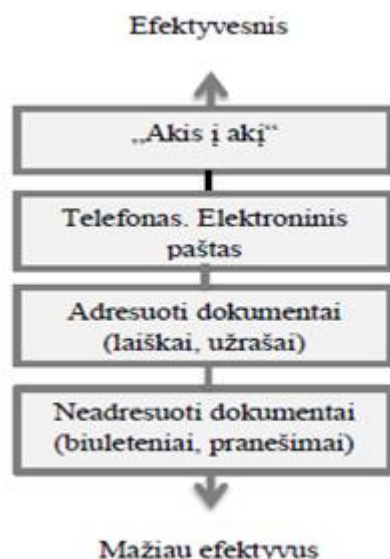 Efektyvesnis
„Akis į akį“
Telefonas. Elektroninis
paštas
Adresuoti dokumentai
(laiškai, užrašai)
Neadresuoti dokumentai
(biuleteniai, pranešimai)
Mažiau efektyvus